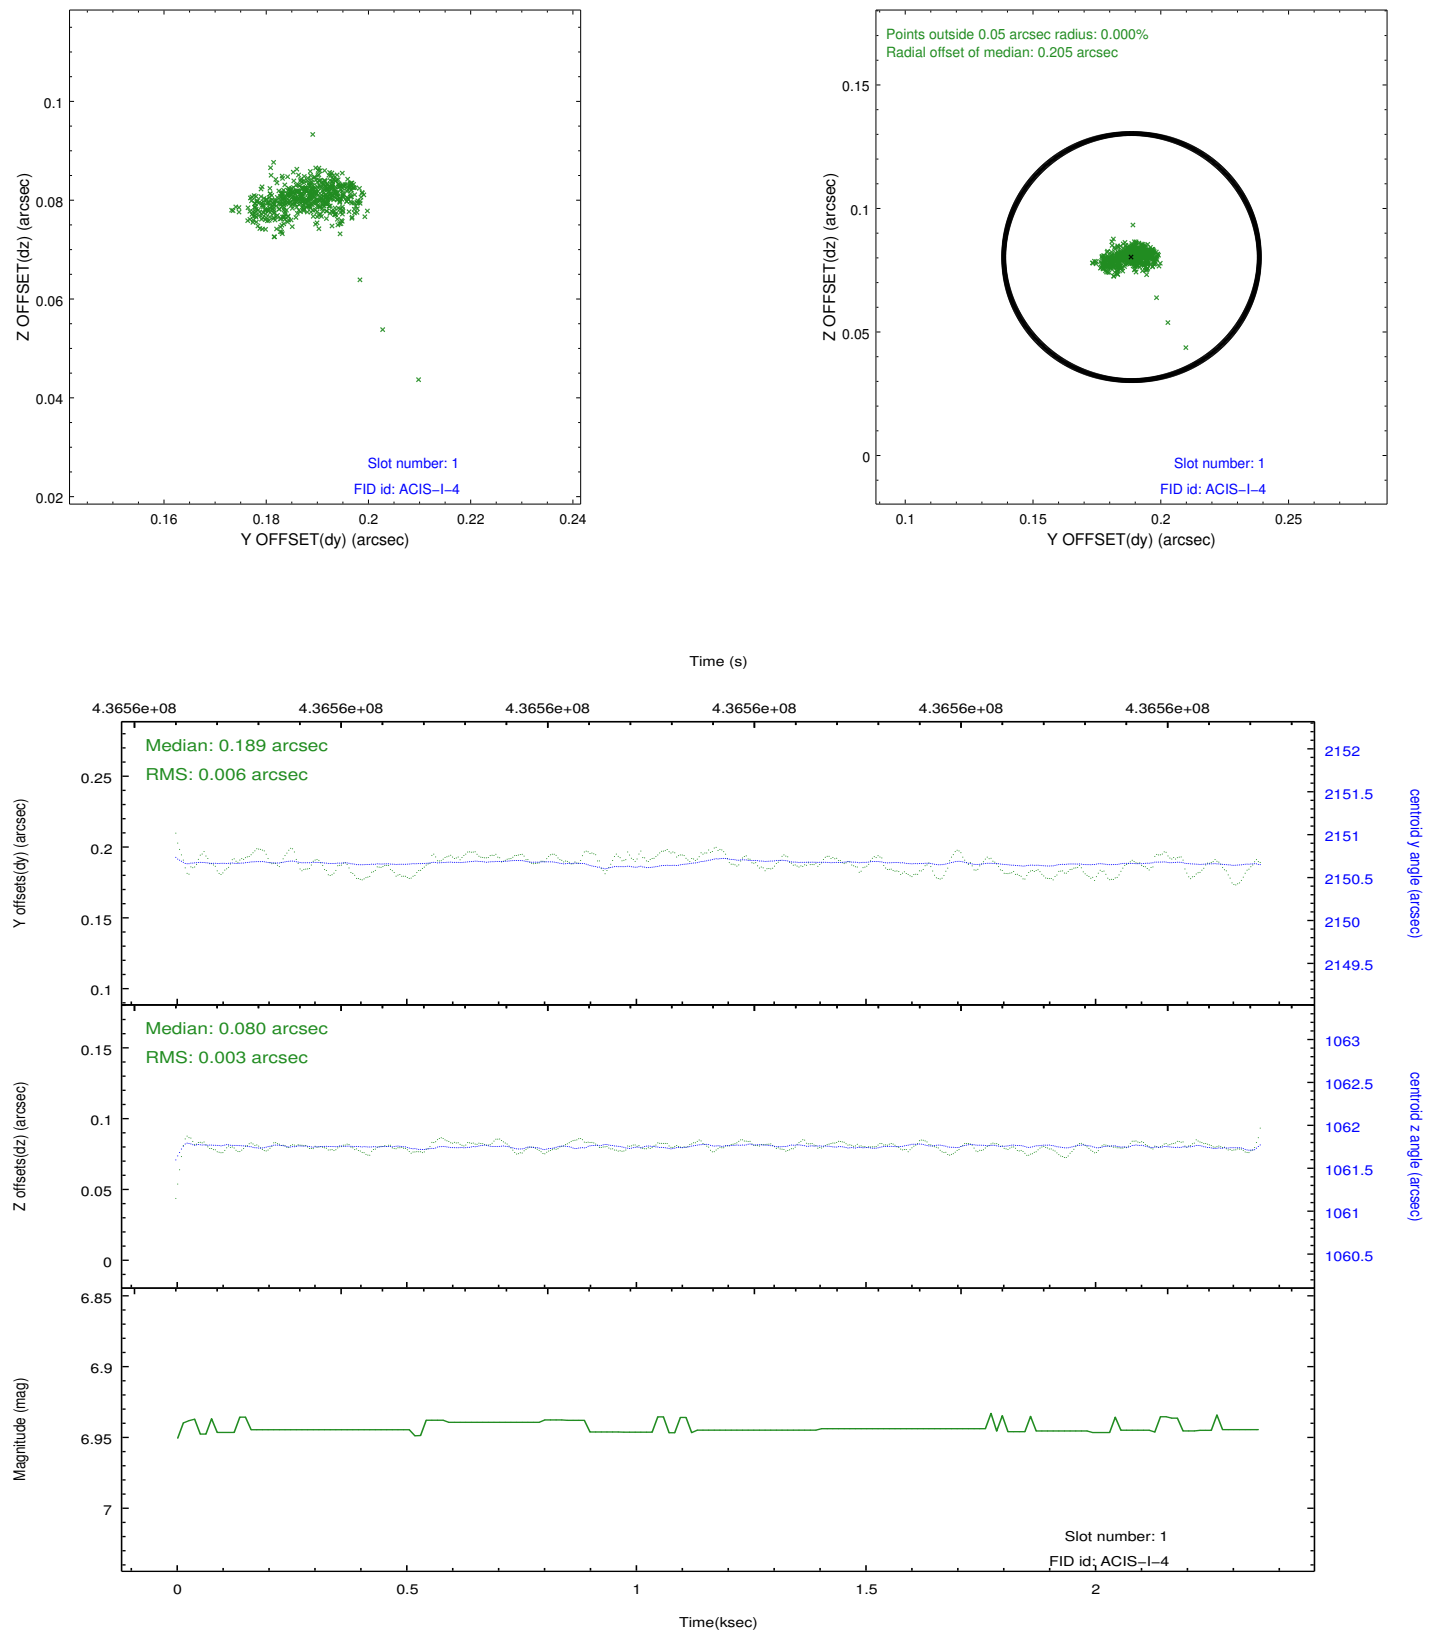 0.1
0.08
0.06
0.04
0.02
Z OFFSET(dz) (arcsec)
Slot number: 1
FID id: ACIS−I−4
0.16
0.18
0.2
0.22
0.24
Y OFFSET(dy) (arcsec)
Points outside 0.05 arcsec radius: 0.000%
Radial offset of median: 0.205 arcsec
0.15
0.1
0.05
0
Z OFFSET(dz) (arcsec)
Slot number: 1
FID id: ACIS−I−4
0.1
0.15
0.2
0.25
Y OFFSET(dy) (arcsec)
Time (s)
4.3656e+08
4.3656e+08
4.3656e+08
4.3656e+08
4.3656e+08
4.3656e+08
Median: 0.189 arcsec
RMS: 0.006 arcsec
0.25
0.2
0.15
0.1
Y offsets(dy) (arcsec)
2152
2151.5
2151
2150.5
2150
2149.5
centroid y angle (arcsec)
Median: 0.080 arcsec
RMS: 0.003 arcsec
0.15
0.1
0.05
0
Z offsets(dz) (arcsec)
1063
1062.5
1062
1061.5
1061
1060.5
centroid z angle (arcsec)
6.85
6.9
6.95
7
Magnitude (mag)
Slot number: 1
FID id: ACIS−I−4
0
0.5
1
1.5
2
Time(ksec)